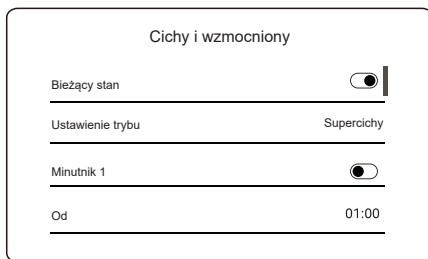 Cichy i wzmocniony
Bieżący stan
Ustawienie trybu Supercichy
Minutnik 1
Od 01:00